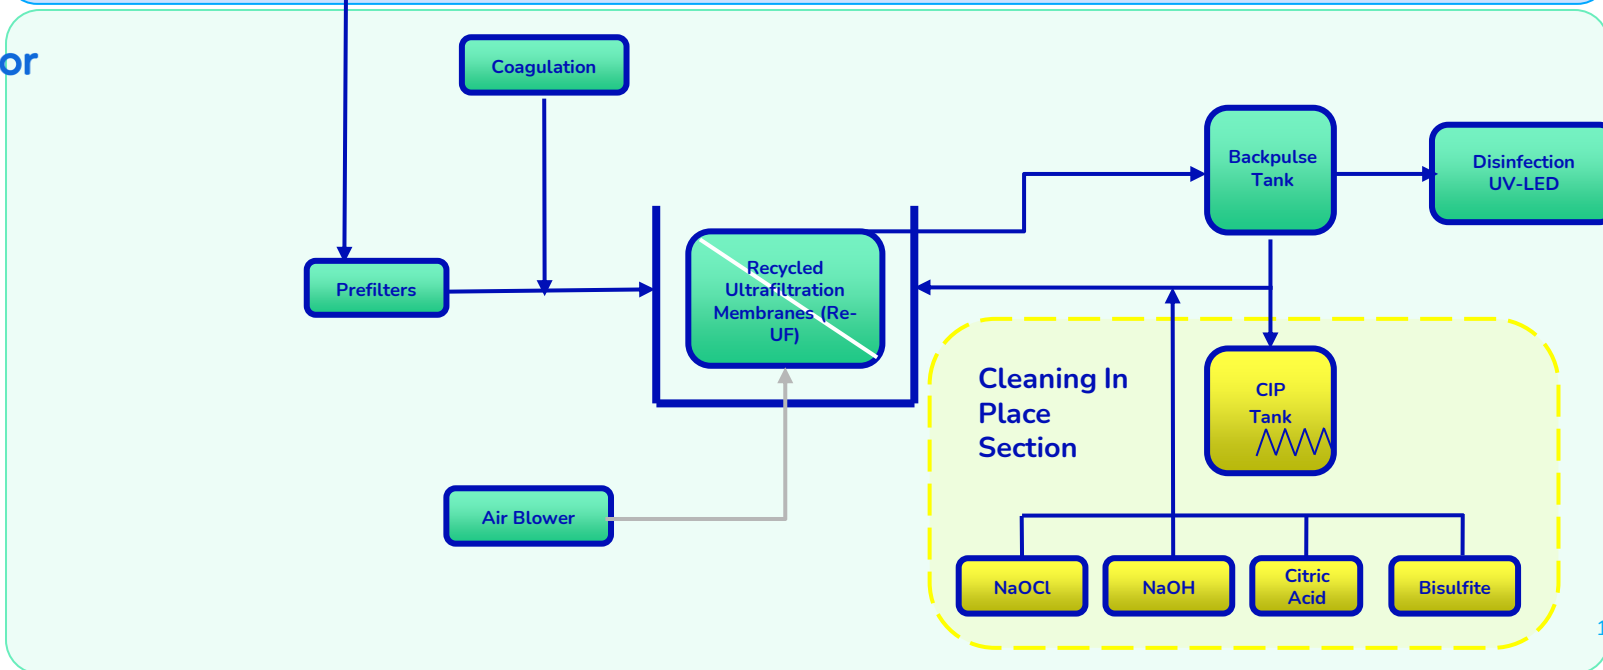 or
Coagulation
Backpulse
Tank
Disinfection
UV-LED
Prefilters
Recycled
Ultrafiltration
Membranes (Re-
UF)
Cleaning In
Place
Section
CIP
Tank
Air Blower
NaOCl
NaOH
Citric
Acid
Bisulfite
1